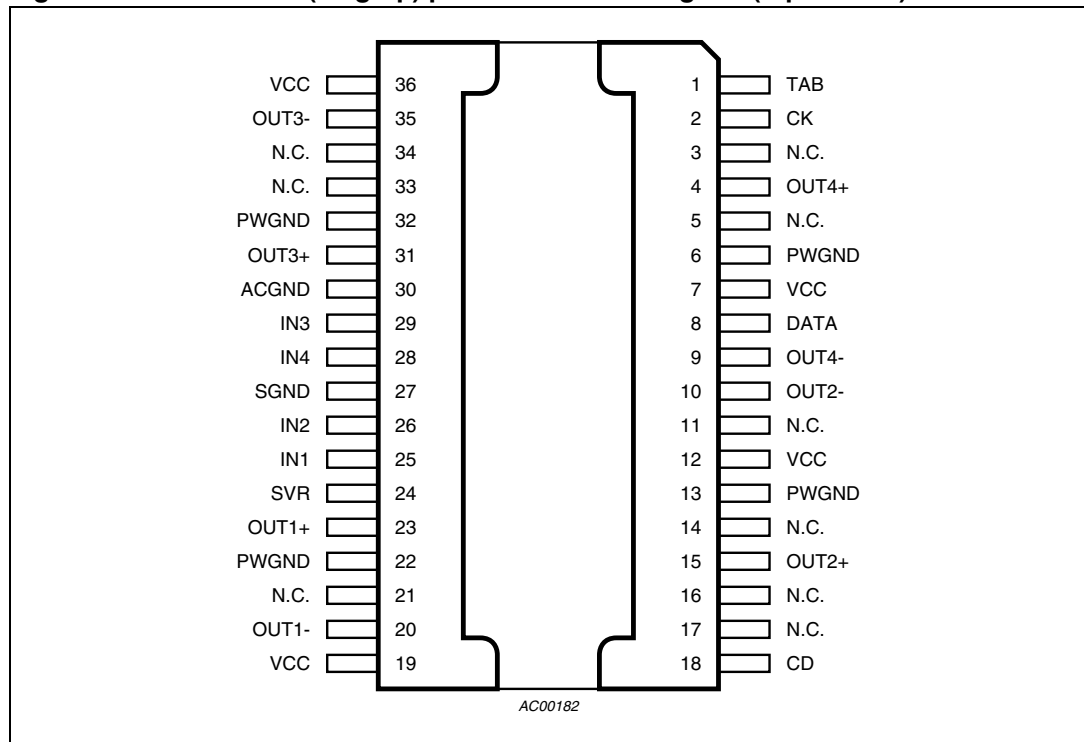 VCC 36 1 TAB
OUT3- 35 2 CK
N.C. 34 3 N.C.
N.C. 33 4 OUT4+
PWGND 32 5 N.C.
OUT3+ 31 6 PWGND
ACGND 30 7 VCC
IN3 29 8 DATA
IN4 28 9 OUT4-
SGND 27 10 OUT2-
IN2 26 11 N.C.
IN1 25 12 VCC
SVR 24 13 PWGND
OUT1+ 23 14 N.C.
PWGND 22 15 OUT2+
N.C. 21 16 N.C.
OUT1- 20 17 N.C.
VCC 19 18 CD
AC00182